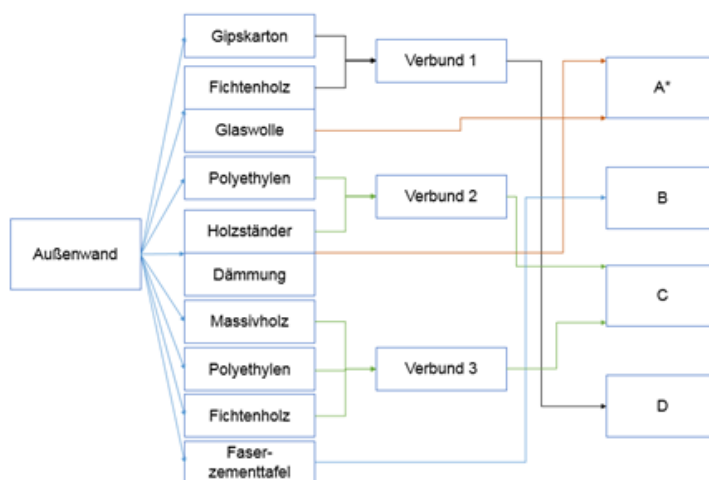 Gipskarton
Verbund 1
Fichtenholz
A*
Glaswolle
Polyethylen
Verbund 2
B
Holzständer
Außenwand
Dämmung
C
Massivholz
Polyethylen
Verbund 3
Fichtenholz
D
Faser-
zementtafel